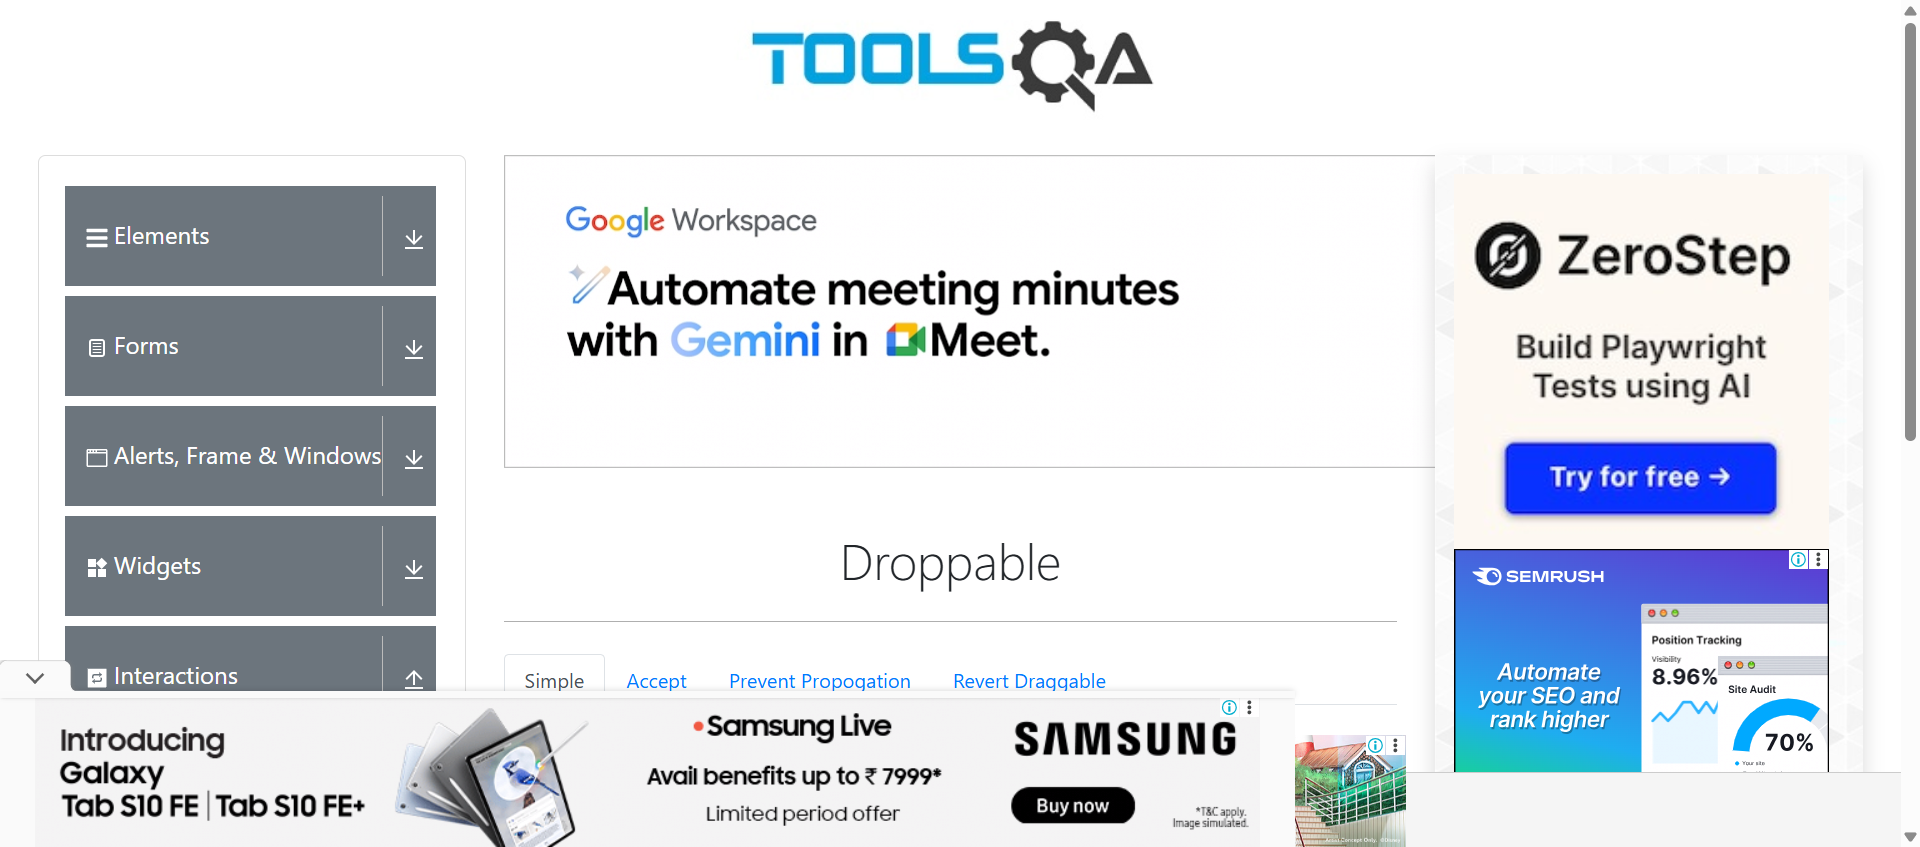 TOOLSQA
Elements
Forms
Alerts, Frame & Windows
Widgets
Interactions
Google Workspace
Automate meeting minutes
with Gemini in Meet.
Droppable
Simple
Accept
Prevent Propogation
Revert Draggable
ZeroStep
Build Playwright
Tests using AI
Try for free →
SEMRUSH
Automate
your SEO and
rank higher
Position Tracking
Visibility
8.96%
Site Audit
70%
Your site
Introducing
Galaxy
Tab S10 FE | Tab S10 FE+
Samsung Live
Avail benefits up to ₹ 7999*
Limited period offer
SAMSUNG
Buy now
*T&C apply.
Image simulated.